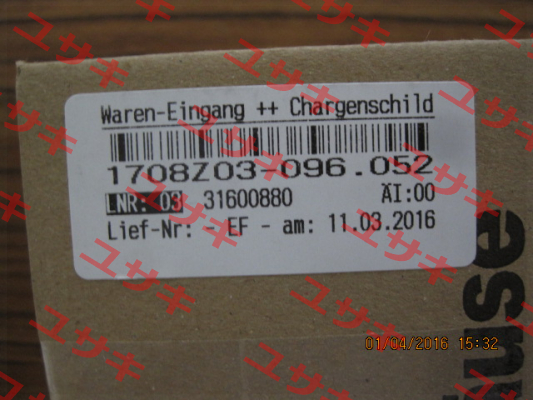 Waren-Eingang ++ Chargenschild
1708Z03-096.052
LNR: 03 31600880 ÄI:00
Lief-Nr: - EF - am: 11.03.2016
01/04/2016 15:32
ユサキ